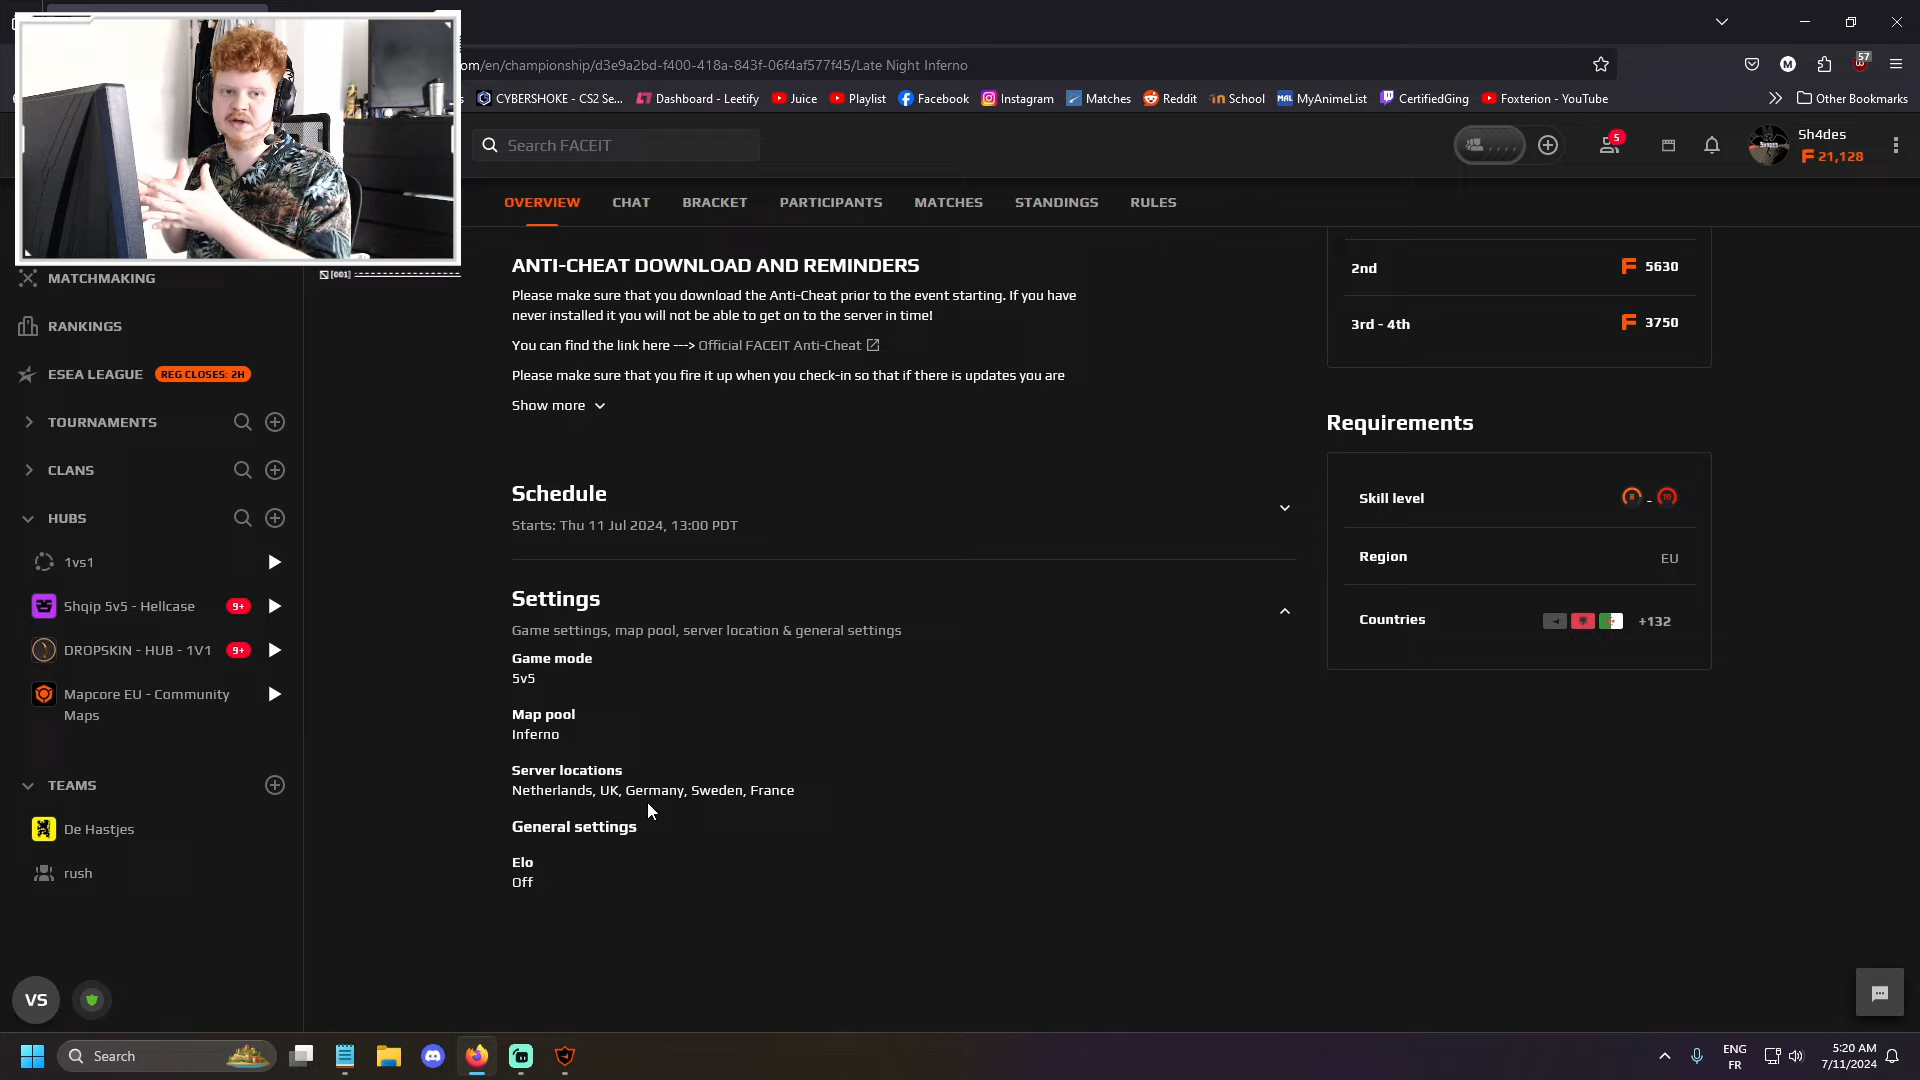 om/en/championship/d3e9a2bd-f400-418a-843f-06f4af577f45/Late Night Inferno
57
CYBERSHOKE - CS2 Se...
Dashboard - Leetify
Juice
Playlist
Facebook
Instagram
Matches
Reddit
School
MyAnimeList
CertifiedGing
Foxterion - YouTube
Other Bookmarks
Search FACEIT
5
Sh4des
21,128
OVERVIEW
CHAT
BRACKET
PARTICIPANTS
MATCHES
STANDINGS
RULES
[001]
MATCHMAKING
RANKINGS
ESEA LEAGUE
REG CLOSES: 2H
TOURNAMENTS
CLANS
HUBS
1vs1
Shqip 5v5 - Hellcase
9+
DROPSKIN - HUB - 1V1
9+
Mapcore EU - Community
Maps
TEAMS
De Hastjes
rush
VS
ANTI-CHEAT DOWNLOAD AND REMINDERS
Please make sure that you download the Anti-Cheat prior to the event starting. If you have
never installed it you will not be able to get on to the server in time!
You can find the link here ---> Official FACEIT Anti-Cheat
Please make sure that you fire it up when you check-in so that if there is updates you are
Show more
Schedule
Starts: Thu 11 Jul 2024, 13:00 PDT
Settings
Game settings, map pool, server location & general settings
Game mode
5v5
Map pool
Inferno
Server locations
Netherlands, UK, Germany, Sweden, France
General settings
Elo
Off
2nd
5630
3rd - 4th
3750
Requirements
Skill level
8 - 10
Region
EU
Countries
+132
Search
ENG
FR
5:20 AM
7/11/2024